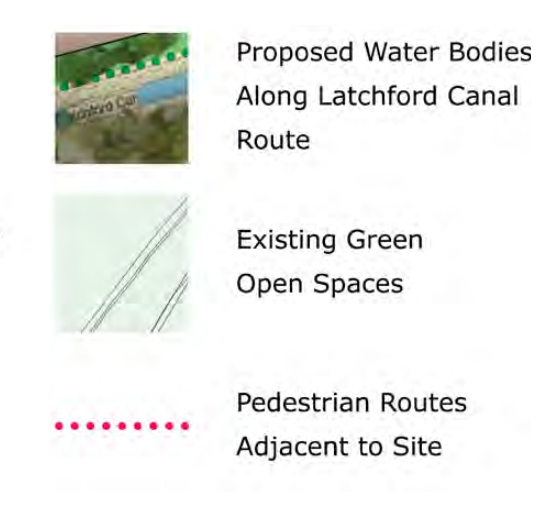 Proposed Water Bodies
Along Latchford Canal
Route
Existing Green
Open Spaces
Pedestrian Routes
Adjacent to Site